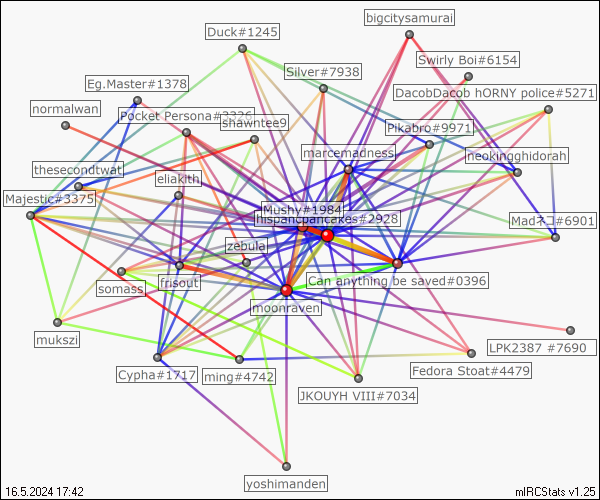 bigcitysamurai
Duck#1245
Swirly Boi#6154
Silver#7938
Eg.Master#1378
DacobDacob hORNY police#5271
normalwan
Pocket Persona#3326
shawntee9
Pikabro#9971
marcemadness
neokingghidorah
thesecondtwat
eliakith
Majestic#3375
Mushy#1984
hispanicpancakes#2928
Madネコ#6901
zebula
frisout
somass
Can anything be saved#0396
moonraven
mukszi
LPK2387 #7690
Fedora Stoat#4479
Cypha#1717
ming#4742
JKOUYH VIII#7034
yoshimanden
16.5.2024 17:42
mIRCStats v1.25